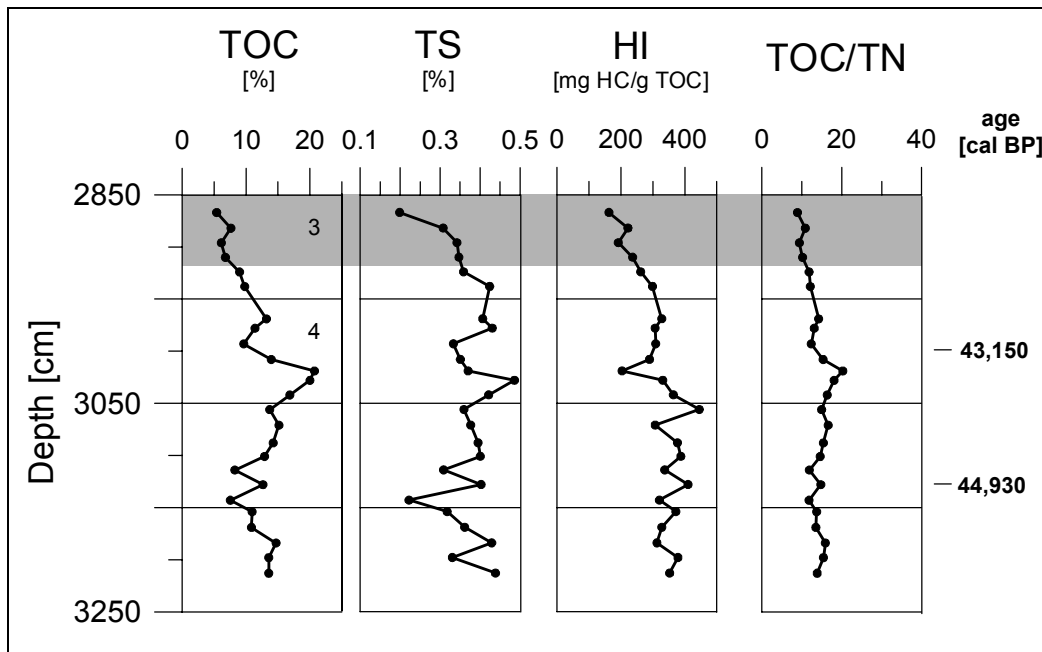 TOC TS HI TOC/TN
[%] [%] [mg HC/g TOC]
age
[cal BP]
0 10 20 0.1 0.3 0.5 0 200 400 0 20 40
2850
3
4
43,150
3050
Depth [cm]
44,930
3250